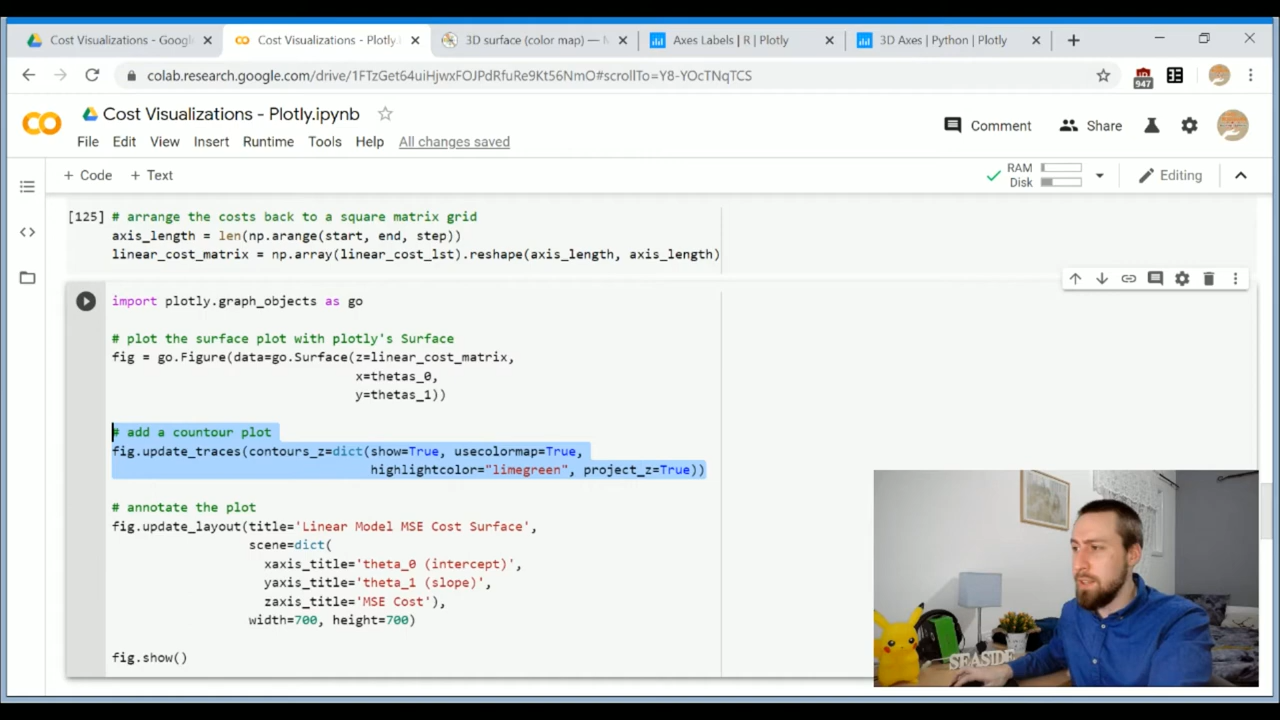 Cost Visualizations - Googl
Cost Visualizations - Plotly.i
3D surface (color map) — M
Axes Labels | R | Plotly
3D Axes | Python | Plotly
colab.research.google.com/drive/1FTzGet64uiHjwxFOJPdRfuRe9Kt56NmO#scrollTo=Y8-YOcTNqTCS
947
Cost Visualizations - Plotly.ipynb
Comment
Share
File Edit View Insert Runtime Tools Help All changes saved
+ Code + Text
RAM
Disk
Editing
[125] # arrange the costs back to a square matrix grid
axis_length = len(np.arange(start, end, step))
linear_cost_matrix = np.array(linear_cost_lst).reshape(axis_length, axis_length)
import plotly.graph_objects as go
# plot the surface plot with plotly's Surface
fig = go.Figure(data=go.Surface(z=linear_cost_matrix,
x=thetas_0,
y=thetas_1))
# add a countour plot
fig.update_traces(contours_z=dict(show=True, usecolormap=True,
highlightcolor="limegreen", project_z=True))
# annotate the plot
fig.update_layout(title='Linear Model MSE Cost Surface',
scene=dict(
xaxis_title='theta_0 (intercept)',
yaxis_title='theta_1 (slope)',
zaxis_title='MSE Cost'),
width=700, height=700)
fig.show()
SEASIDE